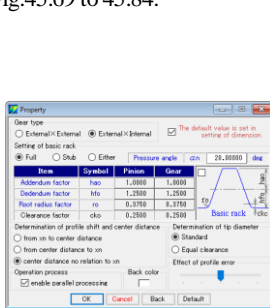 Fig.45.69 to 45.84.
Property
Gear type
External×External External×Internal
The default value is set in setting of dimension.
Setting of basic rack
Full Stub Either Pressure angle αn 20.00000 deg
Item Symbol Pinion Gear
Addendum factor hao 1.0000 1.0000
Dedendum factor hfo 1.2500 1.2500
Root radius factor ro 0.3750 0.3750
Clearance factor cko 0.2500 0.2500
ro
Basic rack
cko
Determination of profile shift and center distance
from xn to center distance
from center distance to xn
center distance no relation to xn
Determination of tip diameter
Standard
Equal clearance
Effect of profile error
Operation process
enable parallel processing
Back color
OK Cancel Back Default